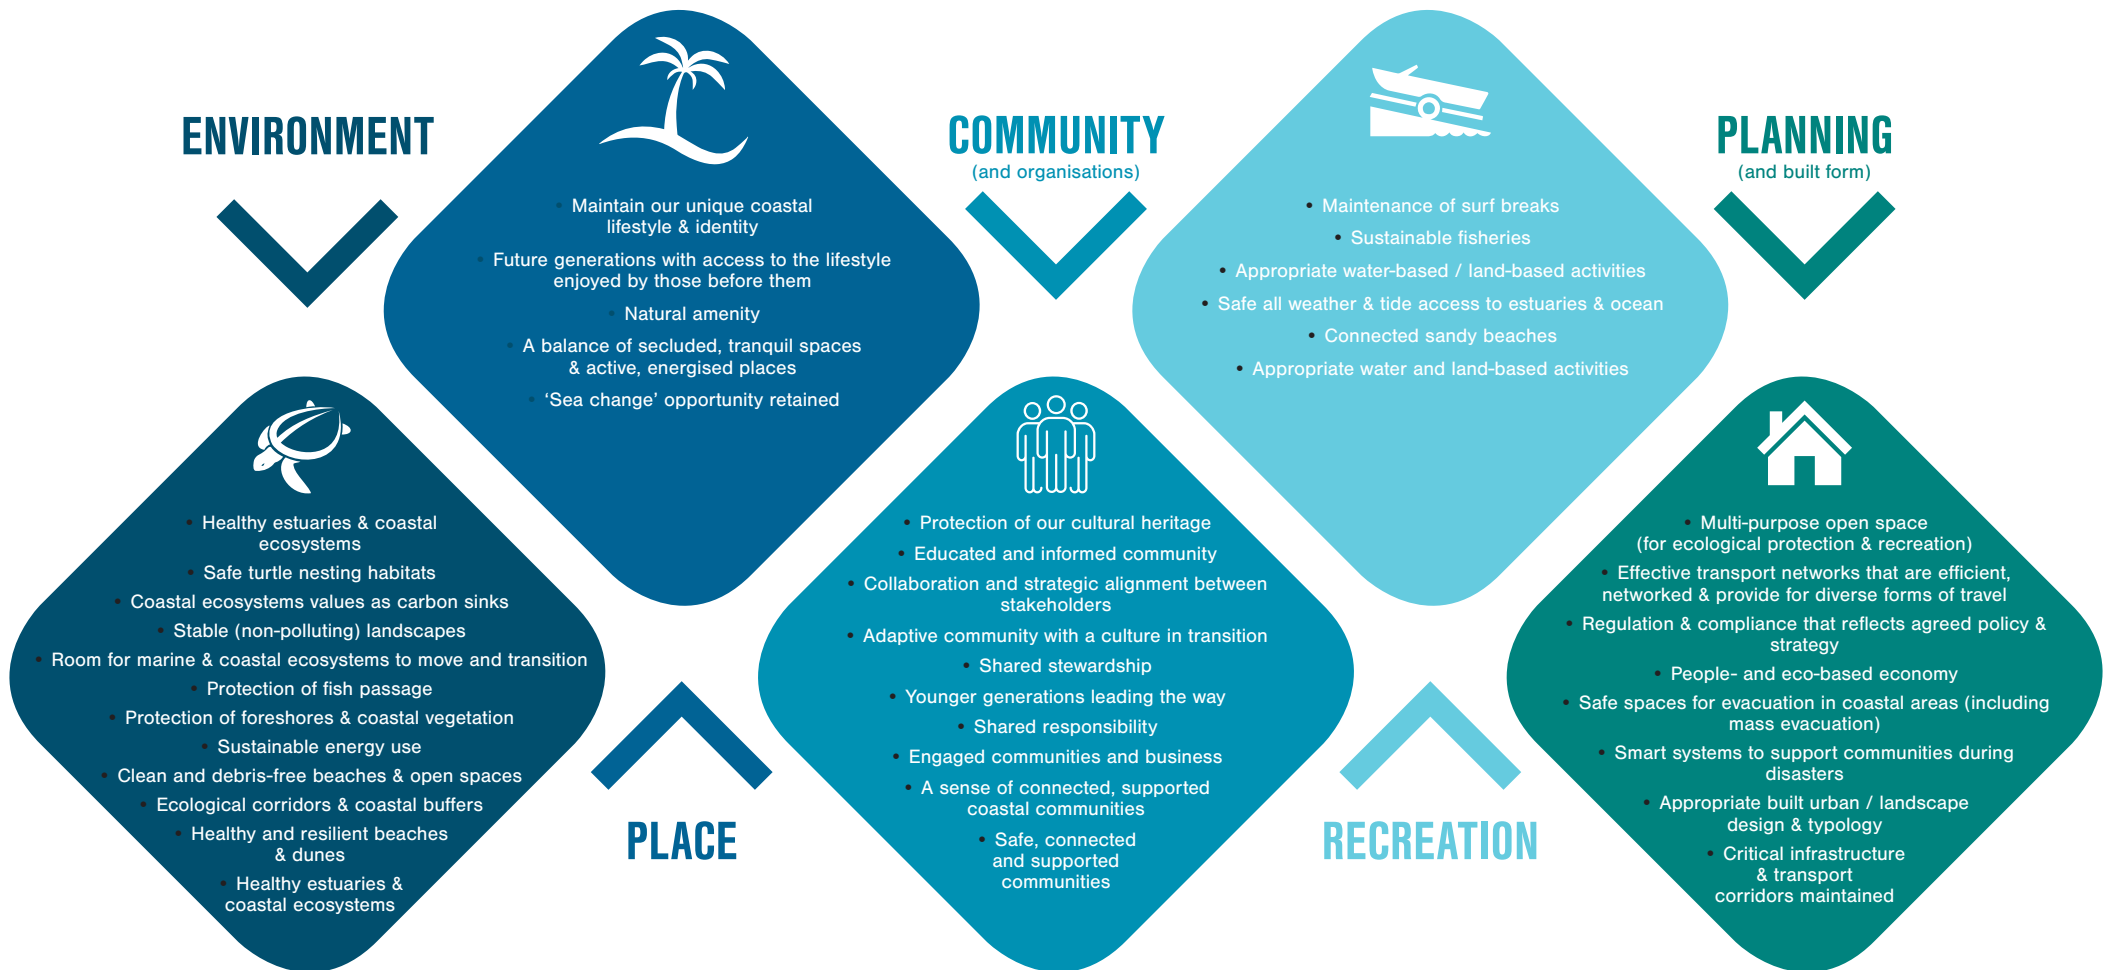 ENVIRONMENT
• Healthy estuaries & coastal
ecosystems
• Safe turtle nesting habitats
• Coastal ecosystems values as carbon sinks
• Stable (non-polluting) landscapes
• Room for marine & coastal ecosystems to move and transition
• Protection of fish passage
• Protection of foreshores & coastal vegetation
• Sustainable energy use
• Clean and debris-free beaches & open spaces
• Ecological corridors & coastal buffers
• Healthy and resilient beaches
& dunes
• Healthy estuaries &
coastal ecosystems
• Maintain our unique coastal
lifestyle & identity
• Future generations with access to the lifestyle
enjoyed by those before them
• Natural amenity
• A balance of secluded, tranquil spaces
& active, energised places
• ‘Sea change’ opportunity retained
PLACE
COMMUNITY
(and organisations)
• Protection of our cultural heritage
• Educated and informed community
• Collaboration and strategic alignment between
stakeholders
• Adaptive community with a culture in transition
• Shared stewardship
• Younger generations leading the way
• Shared responsibility
• Engaged communities and business
• A sense of connected, supported
coastal communities
• Safe, connected
and supported
communities
• Maintenance of surf breaks
• Sustainable fisheries
• Appropriate water-based / land-based activities
• Safe all weather & tide access to estuaries & ocean
• Connected sandy beaches
• Appropriate water and land-based activities
RECREATION
PLANNING
(and built form)
• Multi-purpose open space
(for ecological protection & recreation)
• Effective transport networks that are efficient,
networked & provide for diverse forms of travel
• Regulation & compliance that reflects agreed policy &
strategy
• People- and eco-based economy
• Safe spaces for evacuation in coastal areas (including
mass evacuation)
• Smart systems to support communities during
disasters
• Appropriate built urban / landscape
design & typology
• Critical infrastructure
& transport
corridors maintained